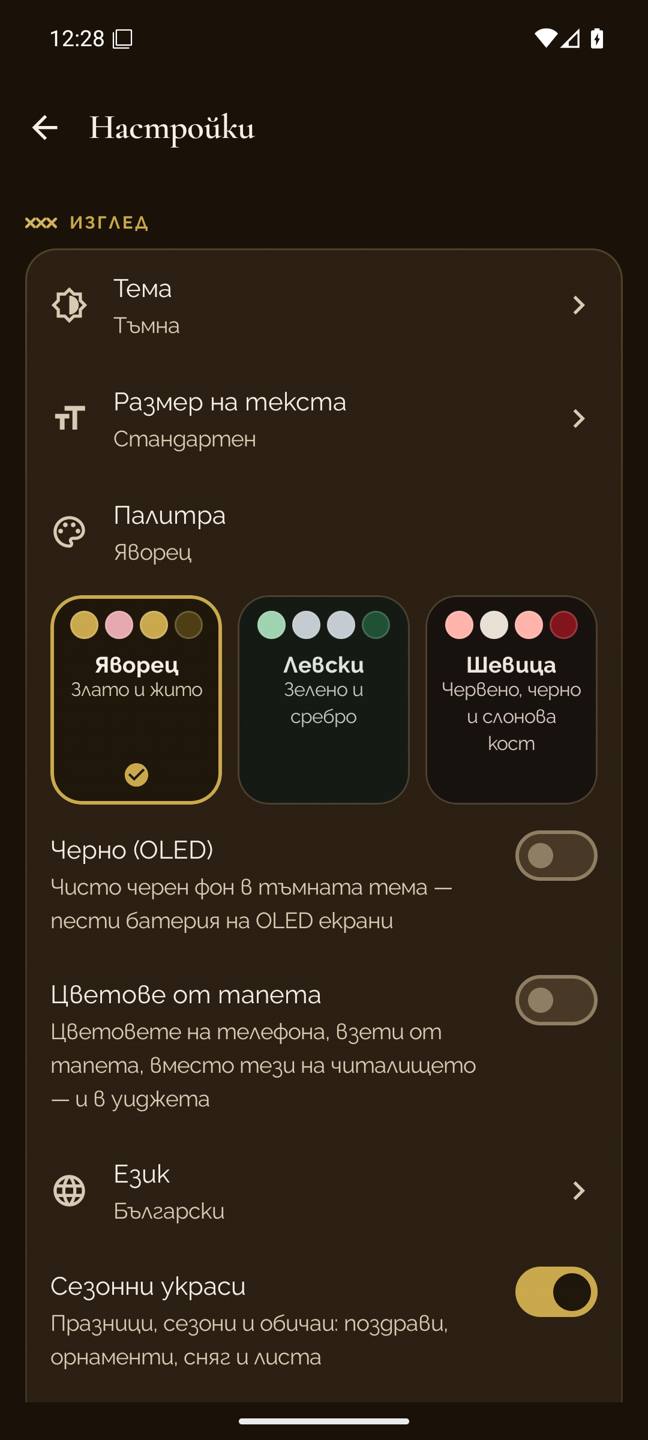 12:28
Настройки
ИЗГЛЕД
Тема
Тъмна
Размер на текста
Стандартен
Палитра
Яворец
Яворец
Злато и жито
Левски
Зелено и
сребро
Шевица
Червено, черно
и слонова
кост
Черно (OLED)
Чисто черен фон в тъмната тема —
пести батерия на OLED екрани
Цветове от тапета
Цветовете на телефона, взети от
тапета, вместо тези на читалището
— и в уиджета
Език
Български
Сезонни украси
Празници, сезони и обичаи: поздрави,
орнаменти, сняг и листа